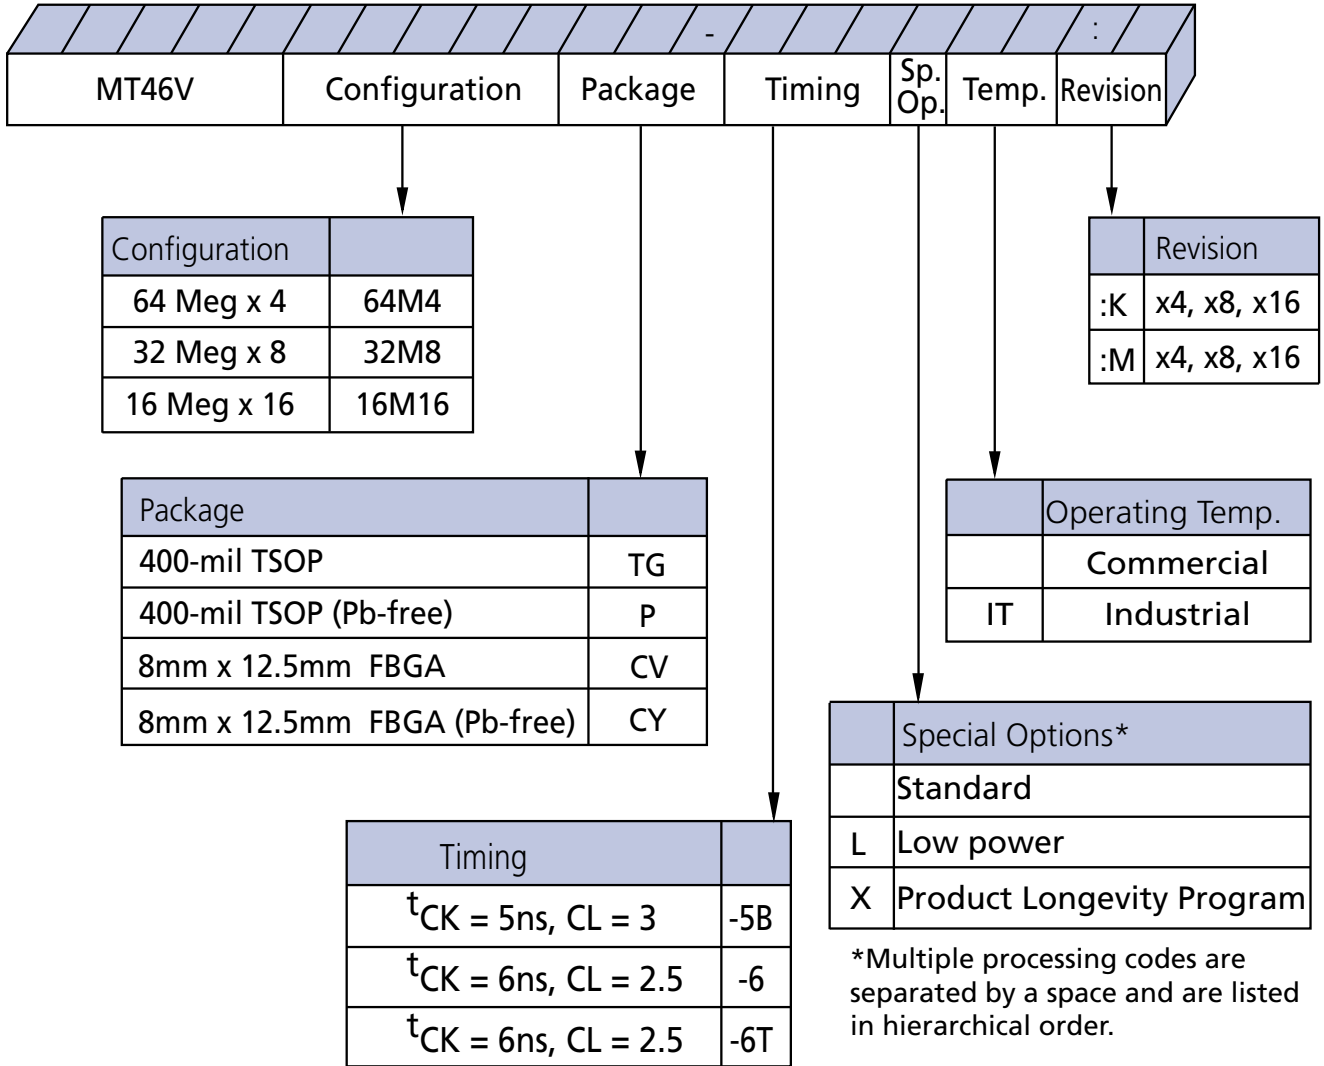 - :
MT46V Configuration Package Timing Sp. Op. Temp. Revision
Configuration
64 Meg x 4 64M4
32 Meg x 8 32M8
16 Meg x 16 16M16
Revision
:K x4, x8, x16
:M x4, x8, x16
Package
400-mil TSOP TG
400-mil TSOP (Pb-free) P
8mm x 12.5mm FBGA CV
8mm x 12.5mm FBGA (Pb-free) CY
Operating Temp.
Commercial
IT Industrial
Special Options*
Standard
L Low power
X Product Longevity Program
*Multiple processing codes are
separated by a space and are listed
in hierarchical order.
Timing
tCK = 5ns, CL = 3 -5B
tCK = 6ns, CL = 2.5 -6
tCK = 6ns, CL = 2.5 -6T